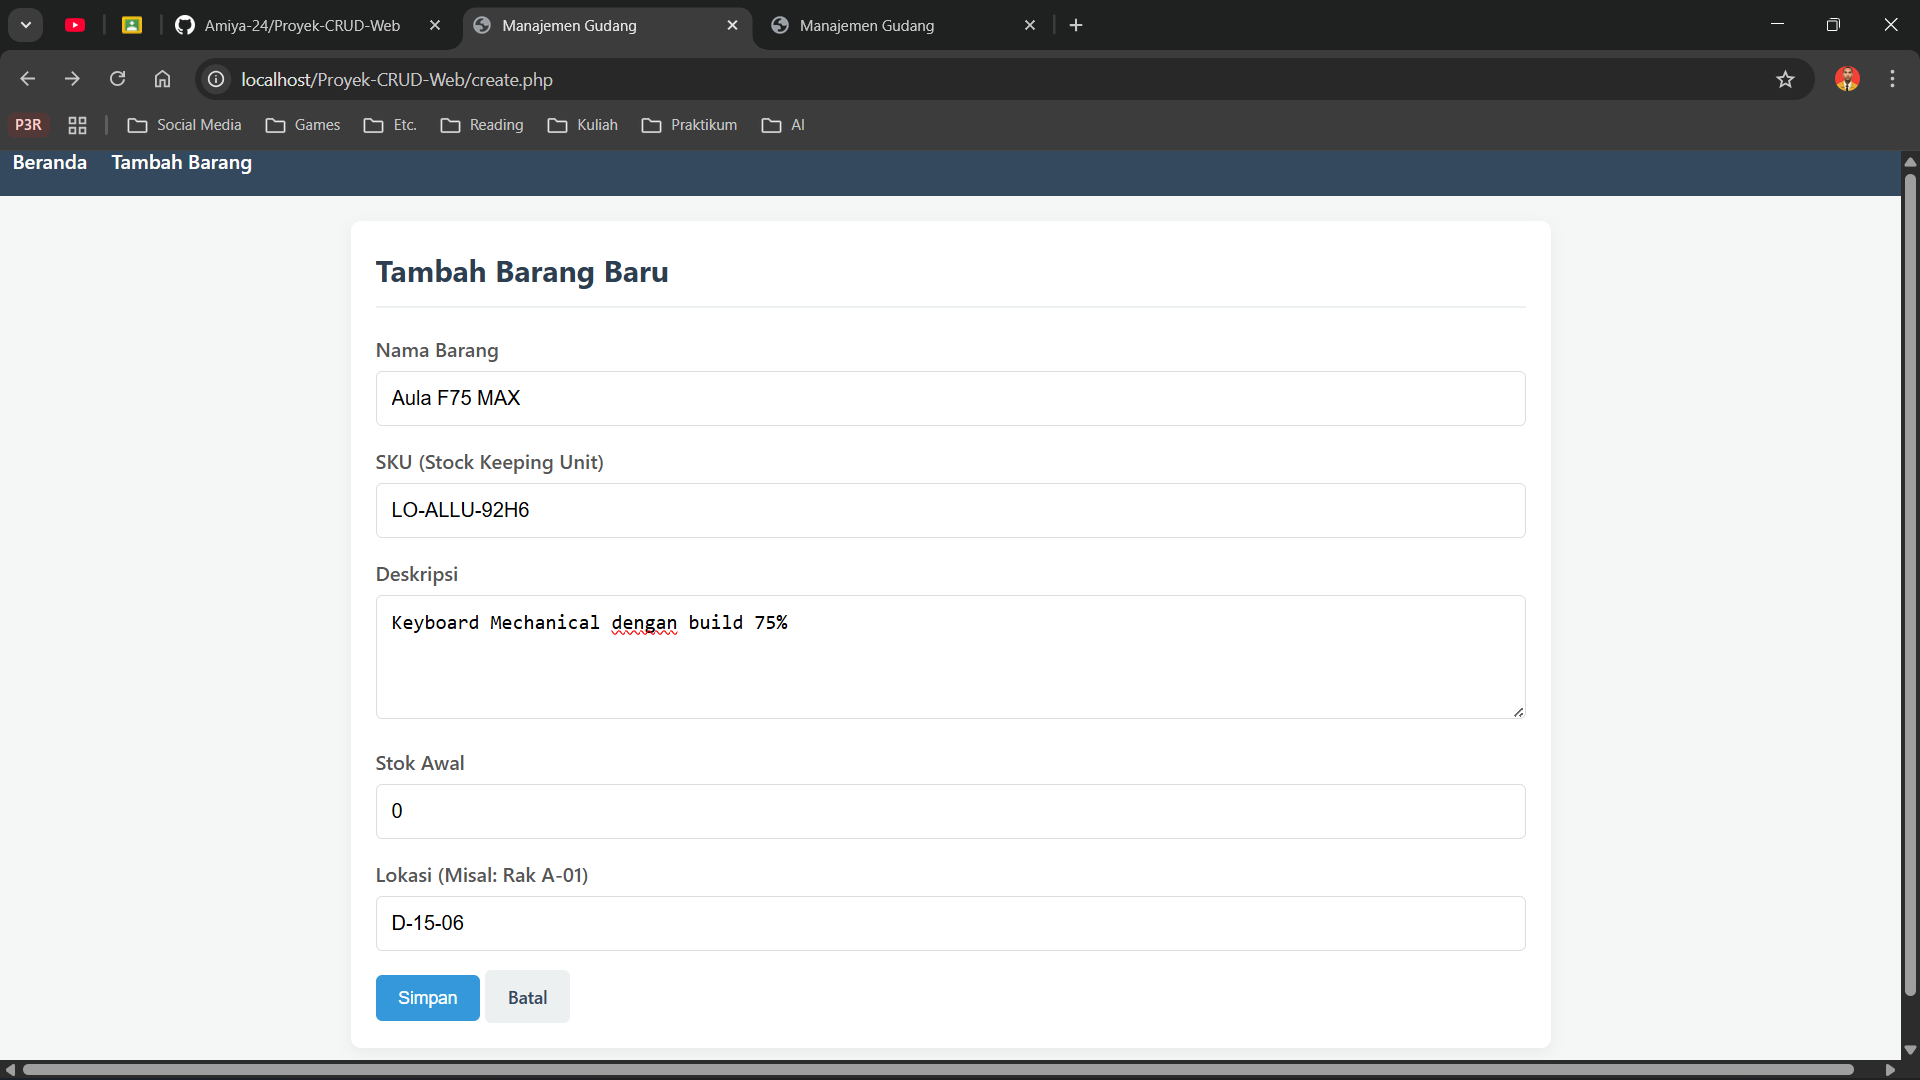 Amiya-24/Proyek-CRUD-Web
Manajemen Gudang
Manajemen Gudang
localhost/Proyek-CRUD-Web/create.php
P3R
Social Media
Games
Etc.
Reading
Kuliah
Praktikum
AI
Beranda
Tambah Barang
Tambah Barang Baru
Nama Barang
Aula F75 MAX
SKU (Stock Keeping Unit)
LO-ALLU-92H6
Deskripsi
Keyboard Mechanical dengan build 75%
Stok Awal
0
Lokasi (Misal: Rak A-01)
D-15-06
Simpan
Batal